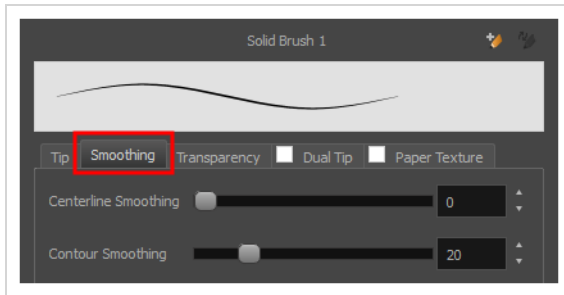 Solid Brush 1
Tip Smoothing Transparency Dual Tip Paper Texture
Centerline Smoothing 0
Contour Smoothing 20